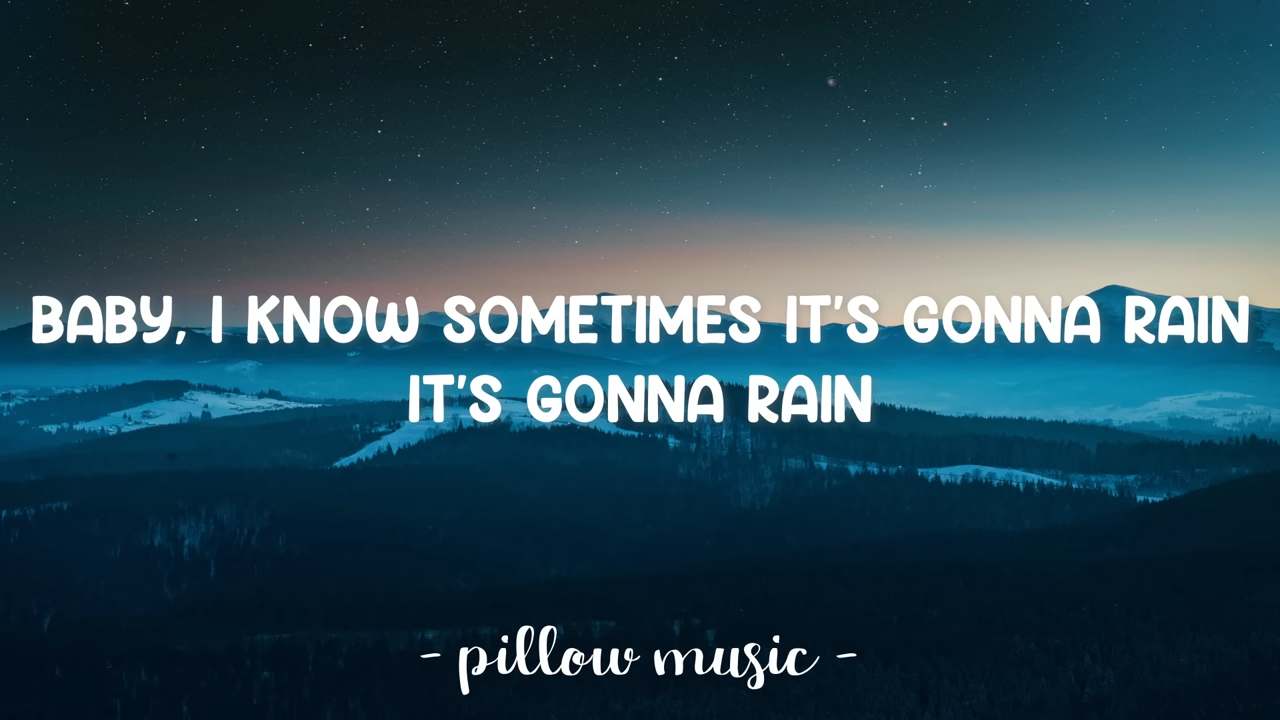 BABY, I KNOW SOMETIMES IT'S GONNA RAIN
IT'S GONNA RAIN
- pillow music -